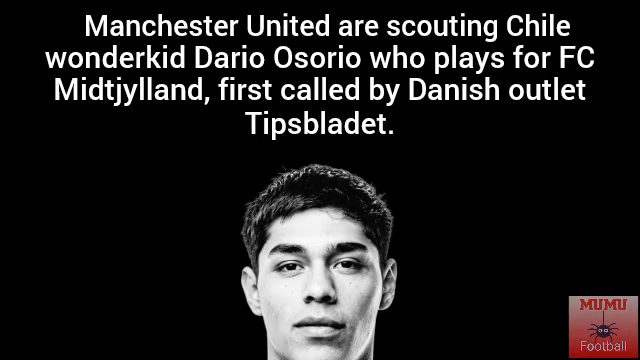 Manchester United are scouting Chile
wonderkid Dario Osorio who plays for FC
Midtjylland, first called by Danish outlet
Tipsbladet.
MUMU
Football